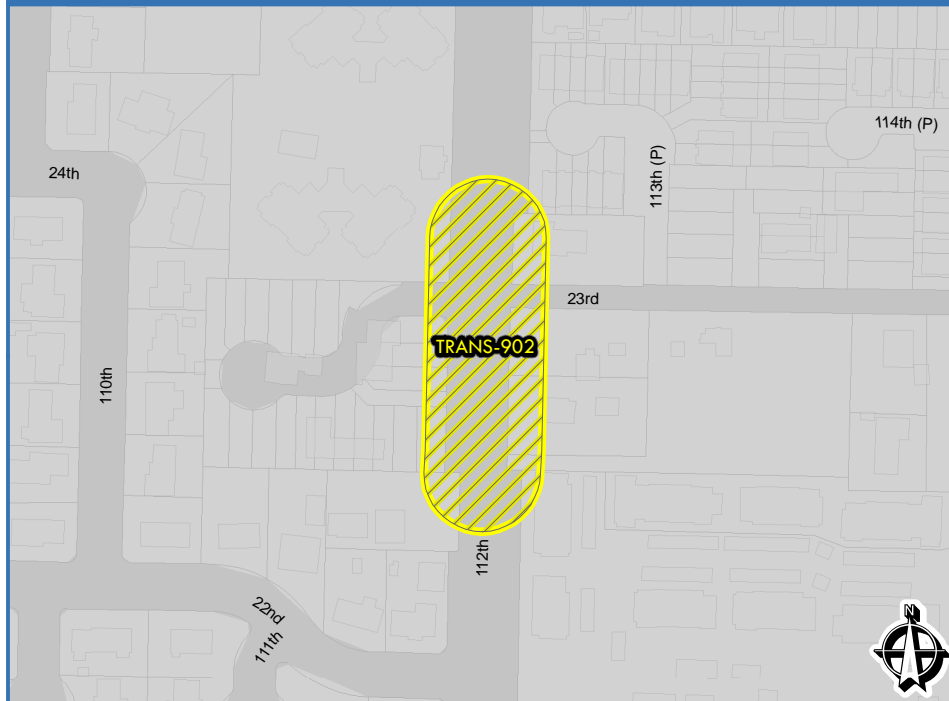 114th (P)
24th
113th (P)
23rd
TRANS-902
110th
112th
22nd
111th
N